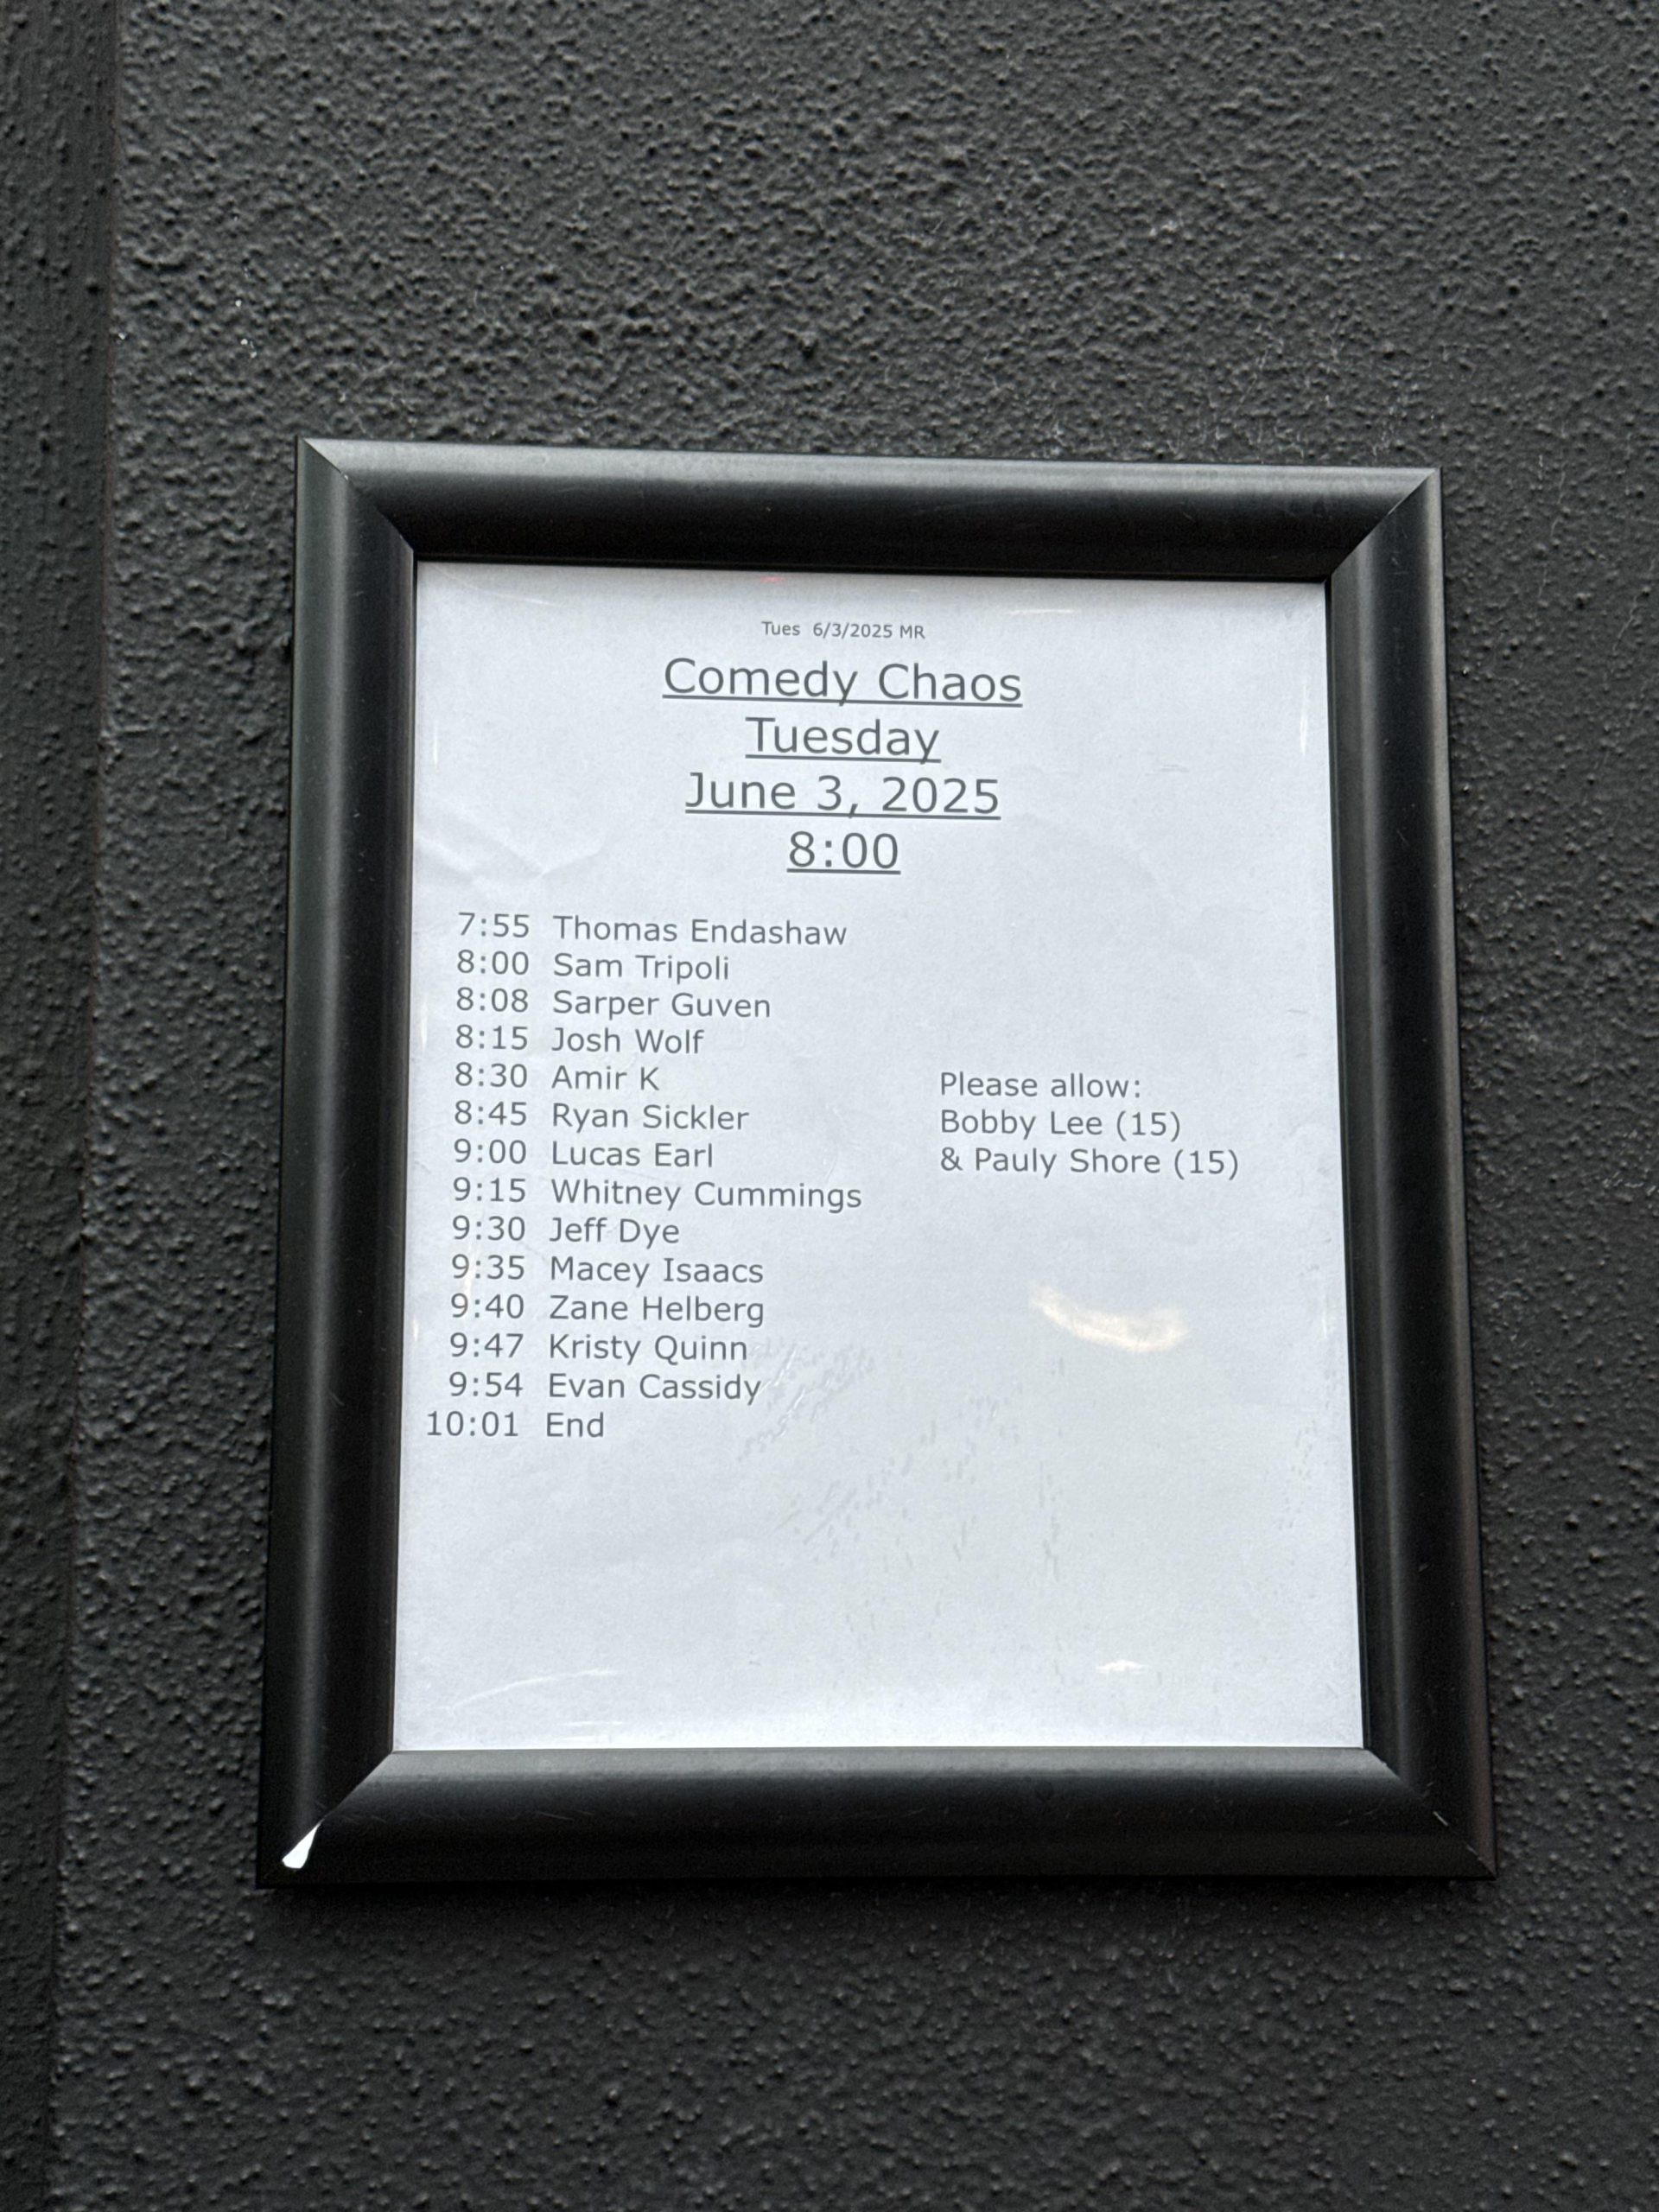 Tues 6/3/2025 MR
Comedy Chaos
Tuesday
June 3, 2025
8:00
7:55 Thomas Endashaw
8:00 Sam Tripoli
8:08 Sarper Guven
8:15 Josh Wolf
8:30 Amir K
8:45 Ryan Sickler
9:00 Lucas Earl
9:15 Whitney Cummings
9:30 Jeff Dye
9:35 Macey Isaacs
9:40 Zane Helberg
9:47 Kristy Quinn
9:54 Evan Cassidy
10:01 End
Please allow:
Bobby Lee (15)
& Pauly Shore (15)